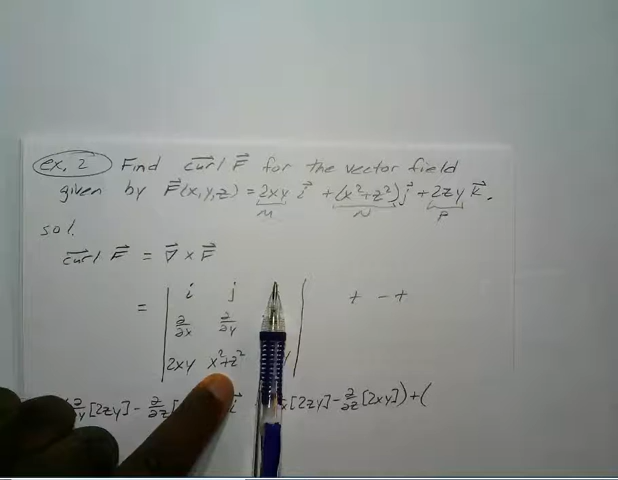 ex. 2 Find curl F⃗ for the vector field
given by F⃗(x,y,z) = 2xy i⃗ + (x²+z²) j⃗ + 2zy k⃗.
M N P
sol.
curl F⃗ = ∇⃗ × F⃗
= | i j | + - +
∂/∂x ∂/∂y
2xy x²+z² y
∂/∂y [2zy] - ∂/∂z [ i⃗ x [2zy] - ∂/∂z [2xy]) + (